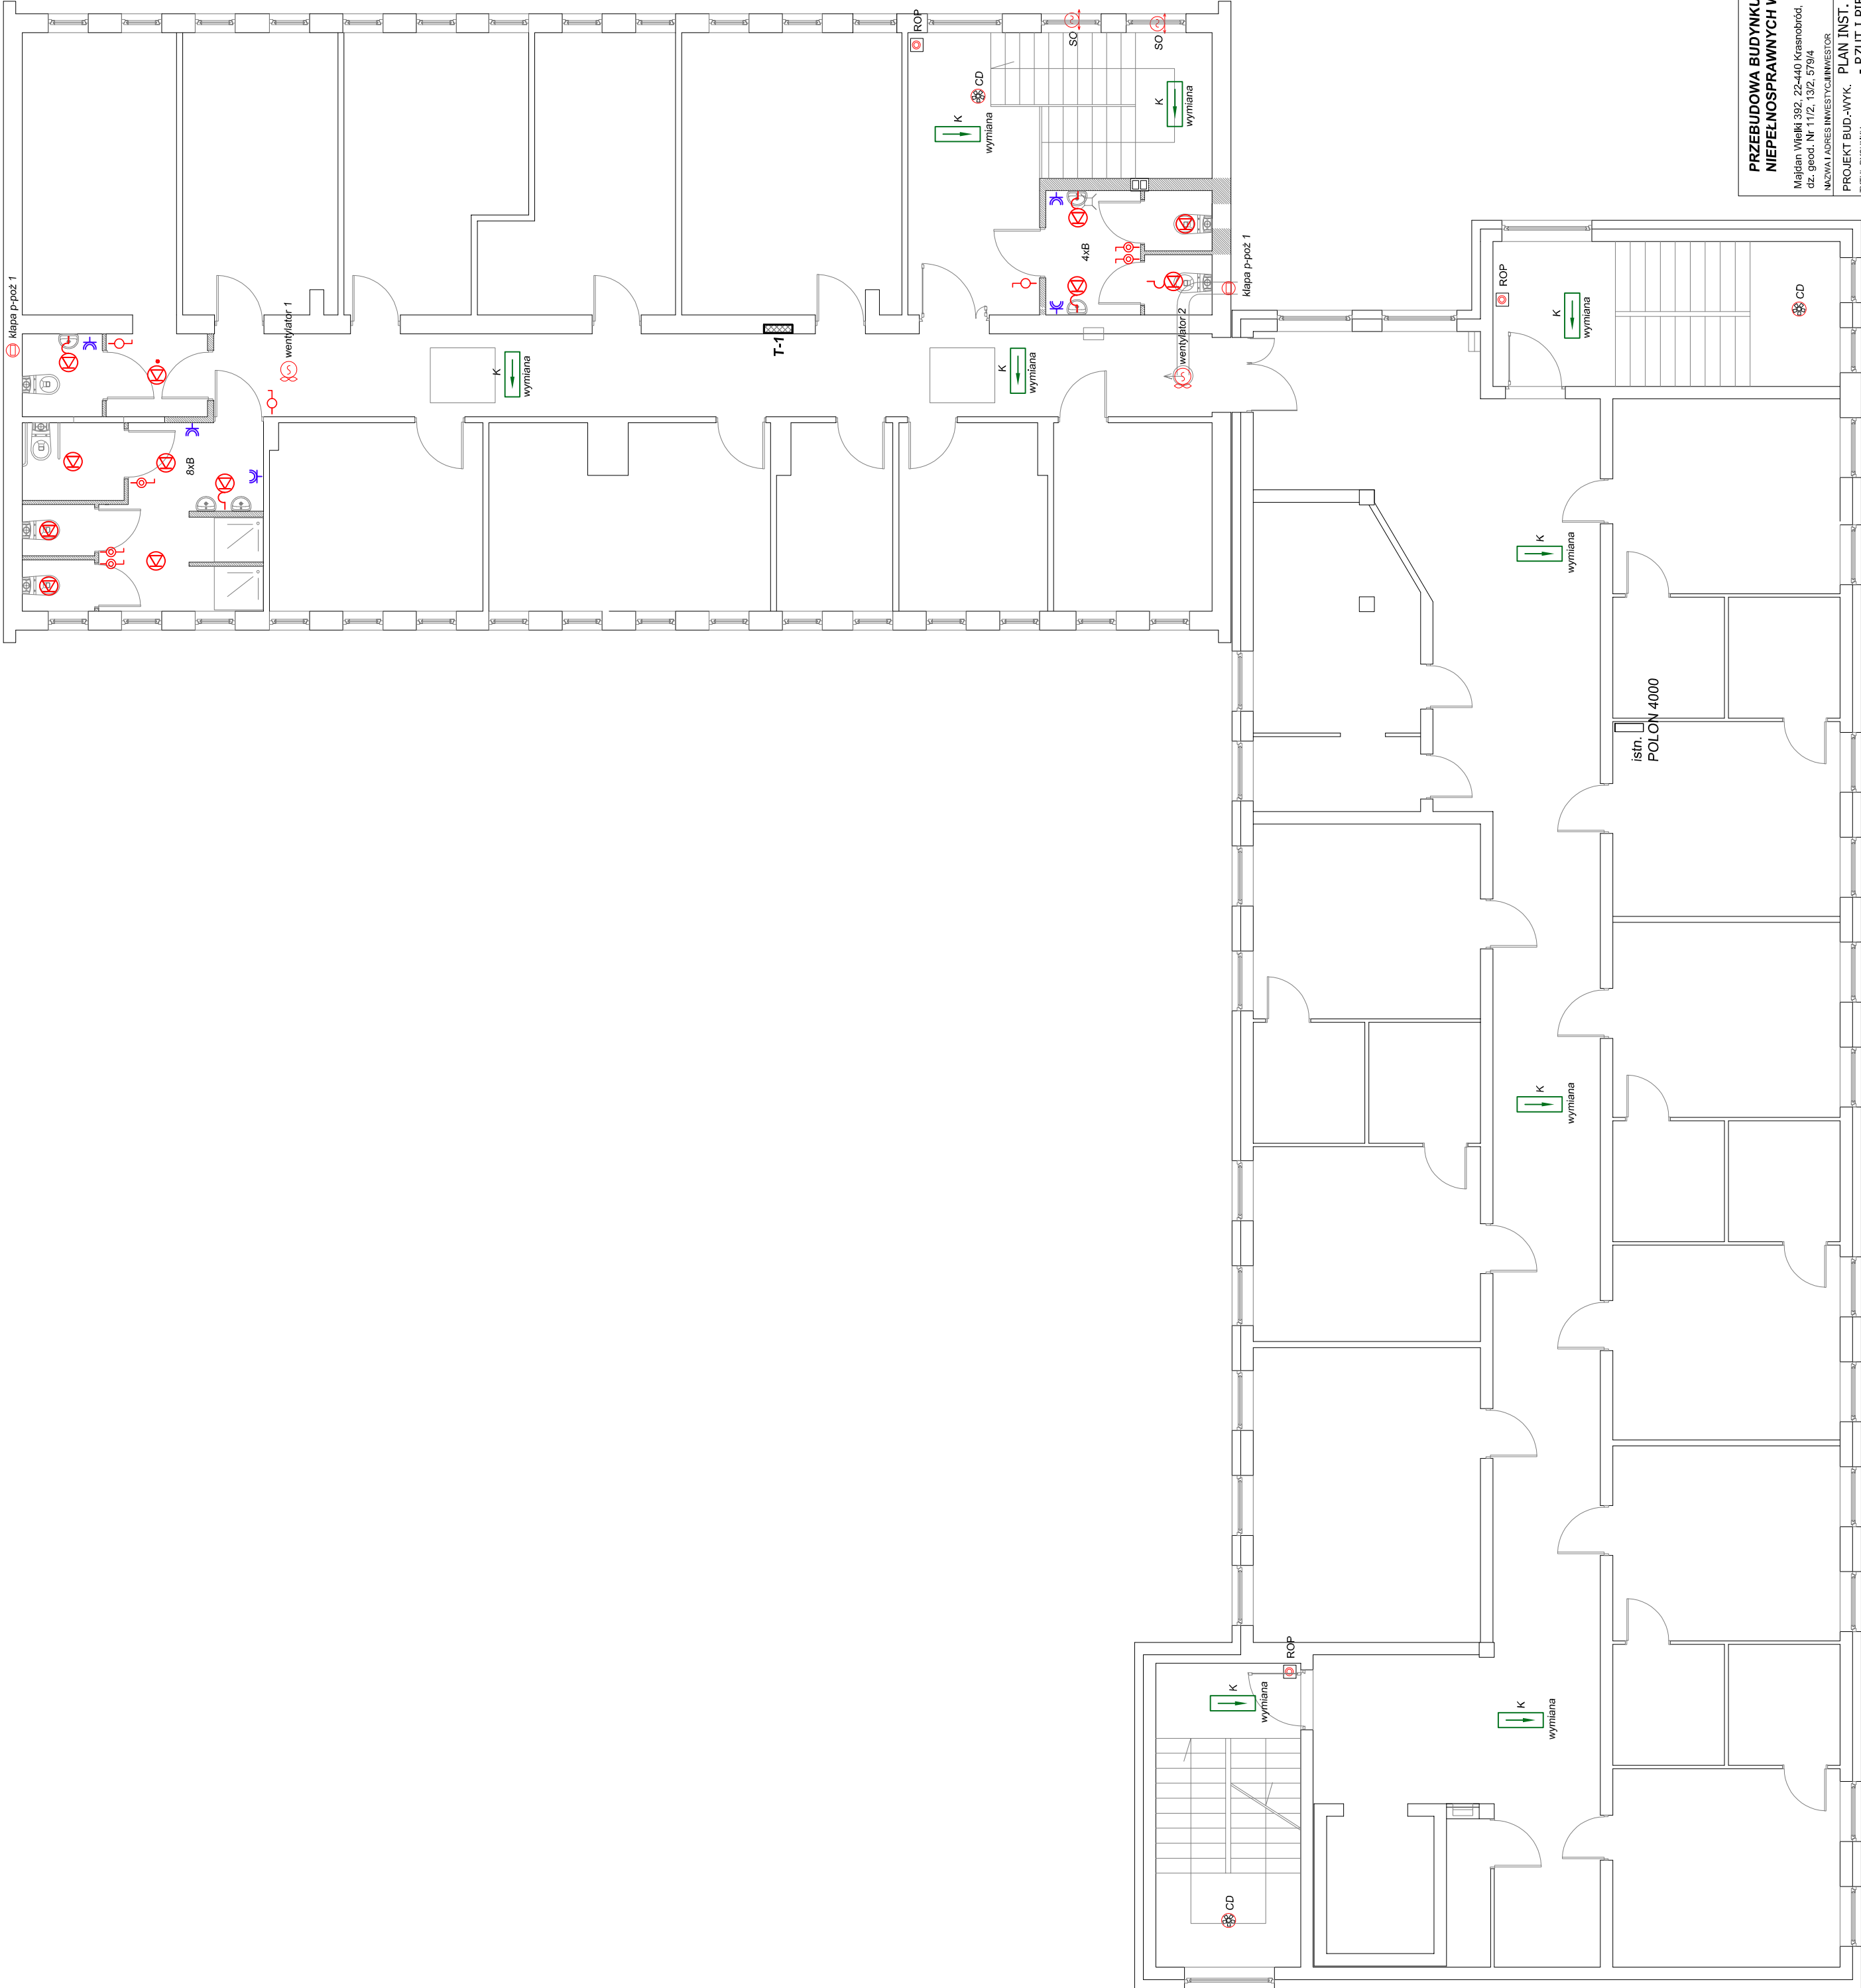 klapa p-poż 1
wentylator 1
8xB
K
wymiana
T-1
K
wymiana
ROP
CD
K
wymiana
SO
SO
K
wymiana
4xB
klapa p-poż 1
wentylator 2
ROP
K
wymiana
CD
K
wymiana
istn.
POLON 4000
K
wymiana
ROP
K
wymiana
K
wymiana
CD
PRZEBUDOWA BUDYNKU
NIEPEŁNOSPRAWNYCH W
Majdan Wielki 392, 22-440 Krasnobród,
dz. geod. Nr 11/2, 13/2, 579/4
NAZWA I ADRES INWESTYCJI/INWESTOR
PROJEKT BUD.-WYK. PLAN INST.